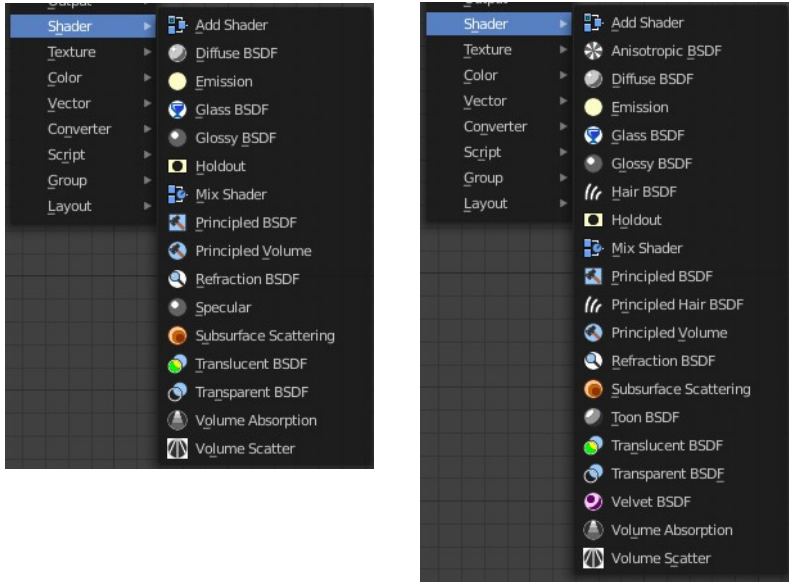 Shader
Texture
Color
Vector
Converter
Script
Group
Layout
Add Shader
Diffuse BSDF
Emission
Glass BSDF
Glossy BSDF
Holdout
Mix Shader
Principled BSDF
Principled Volume
Refraction BSDF
Specular
Subsurface Scattering
Translucent BSDF
Transparent BSDF
Volume Absorption
Volume Scatter
Shader
Texture
Color
Vector
Converter
Script
Group
Layout
Add Shader
Anisotropic BSDF
Diffuse BSDF
Emission
Glass BSDF
Glossy BSDF
Hair BSDF
Holdout
Mix Shader
Principled BSDF
Principled Hair BSDF
Principled Volume
Refraction BSDF
Subsurface Scattering
Toon BSDF
Translucent BSDF
Transparent BSDF
Velvet BSDF
Volume Absorption
Volume Scatter